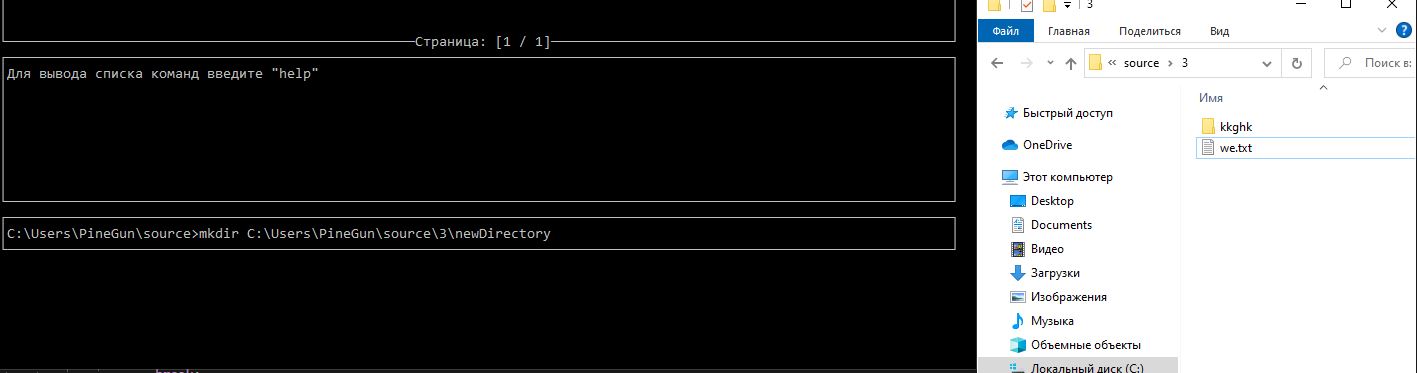 Страница: [1 / 1]
Для вывода списка команд введите "help"
C:\Users\PineGun\source>mkdir C:\Users\PineGun\source\3\newDirectory
3
Файл Главная Поделиться Вид
« source > 3 Поиск в:
Имя
kkghk
we.txt
Быстрый доступ
OneDrive
Этот компьютер
Desktop
Documents
Видео
Загрузки
Изображения
Музыка
Объемные объекты
Локальный диск (C:)